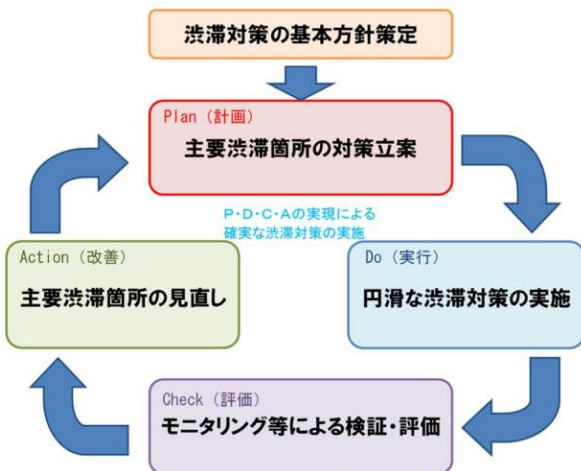 渋滞対策の基本方針策定
Plan（計画）
主要渋滞箇所の対策立案
P・D・C・Aの実現による
確実な渋滞対策の実施
Action（改善）
主要渋滞箇所の見直し
Do（実行）
円滑な渋滞対策の実施
Check（評価）
モニタリング等による検証・評価